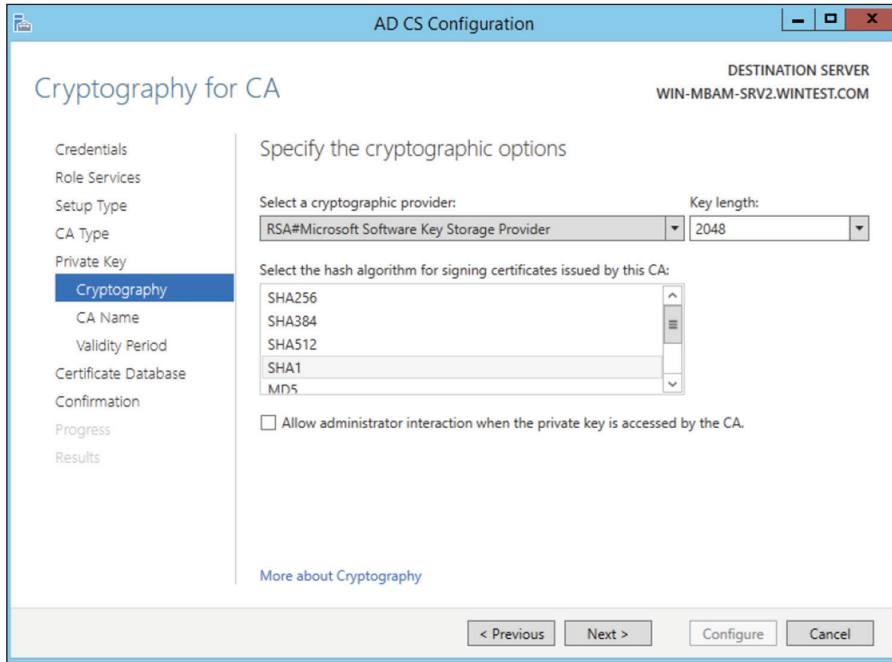 AD CS Configuration
Cryptography for CA
DESTINATION SERVER
WIN-MBAM-SRV2.WINTEST.COM
Credentials
Role Services
Setup Type
CA Type
Private Key
Cryptography
CA Name
Validity Period
Certificate Database
Confirmation
Progress
Results
Specify the cryptographic options
Select a cryptographic provider:
Key length:
RSA#Microsoft Software Key Storage Provider
2048
Select the hash algorithm for signing certificates issued by this CA:
SHA256
SHA384
SHA512
SHA1
MD5
Allow administrator interaction when the private key is accessed by the CA.
More about Cryptography
< Previous
Next >
Configure
Cancel